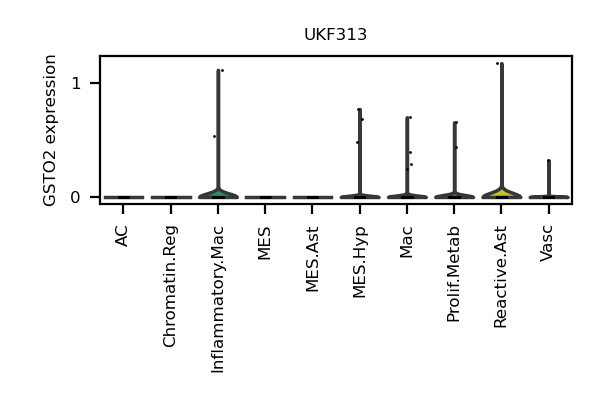 UKF313
GSTO2 expression
1
0
AC
Chromatin.Reg
Inflammatory.Mac
MES
MES.Ast
MES.Hyp
Mac
Prolif.Metab
Reactive.Ast
Vasc